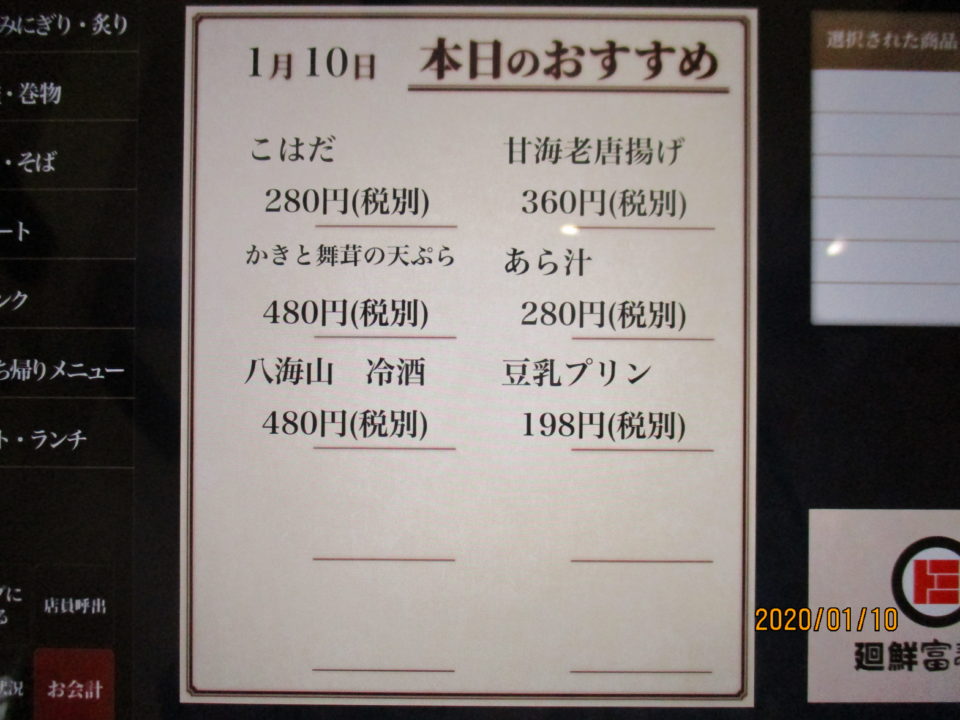 みにぎり・炙り
・巻物
・そば
ート
ンク
ち帰りメニュー
ト・ランチ
店員呼出
お会計
1月10日 本日のおすすめ
こはだ
280円(税別)
甘海老唐揚げ
360円(税別)
かきと舞茸の天ぷら
480円(税別)
あら汁
280円(税別)
八海山 冷酒
480円(税別)
豆乳プリン
198円(税別)
選択された商品
2020/01/10
廻鮮富